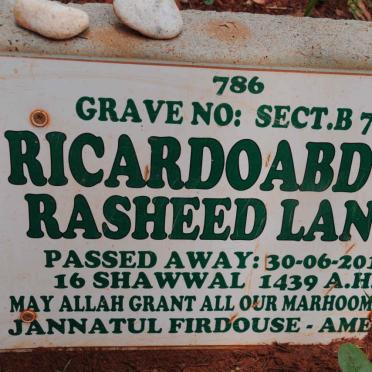 786
GRAVE NO: SECT.B 7
RICARDOABD
RASHEED LAN
PASSED AWAY: 30-06-201
16 SHAWWAL 1439 A.H.
MAY ALLAH GRANT ALL OUR MARHOOM
JANNATUL FIRDOUSE - AME